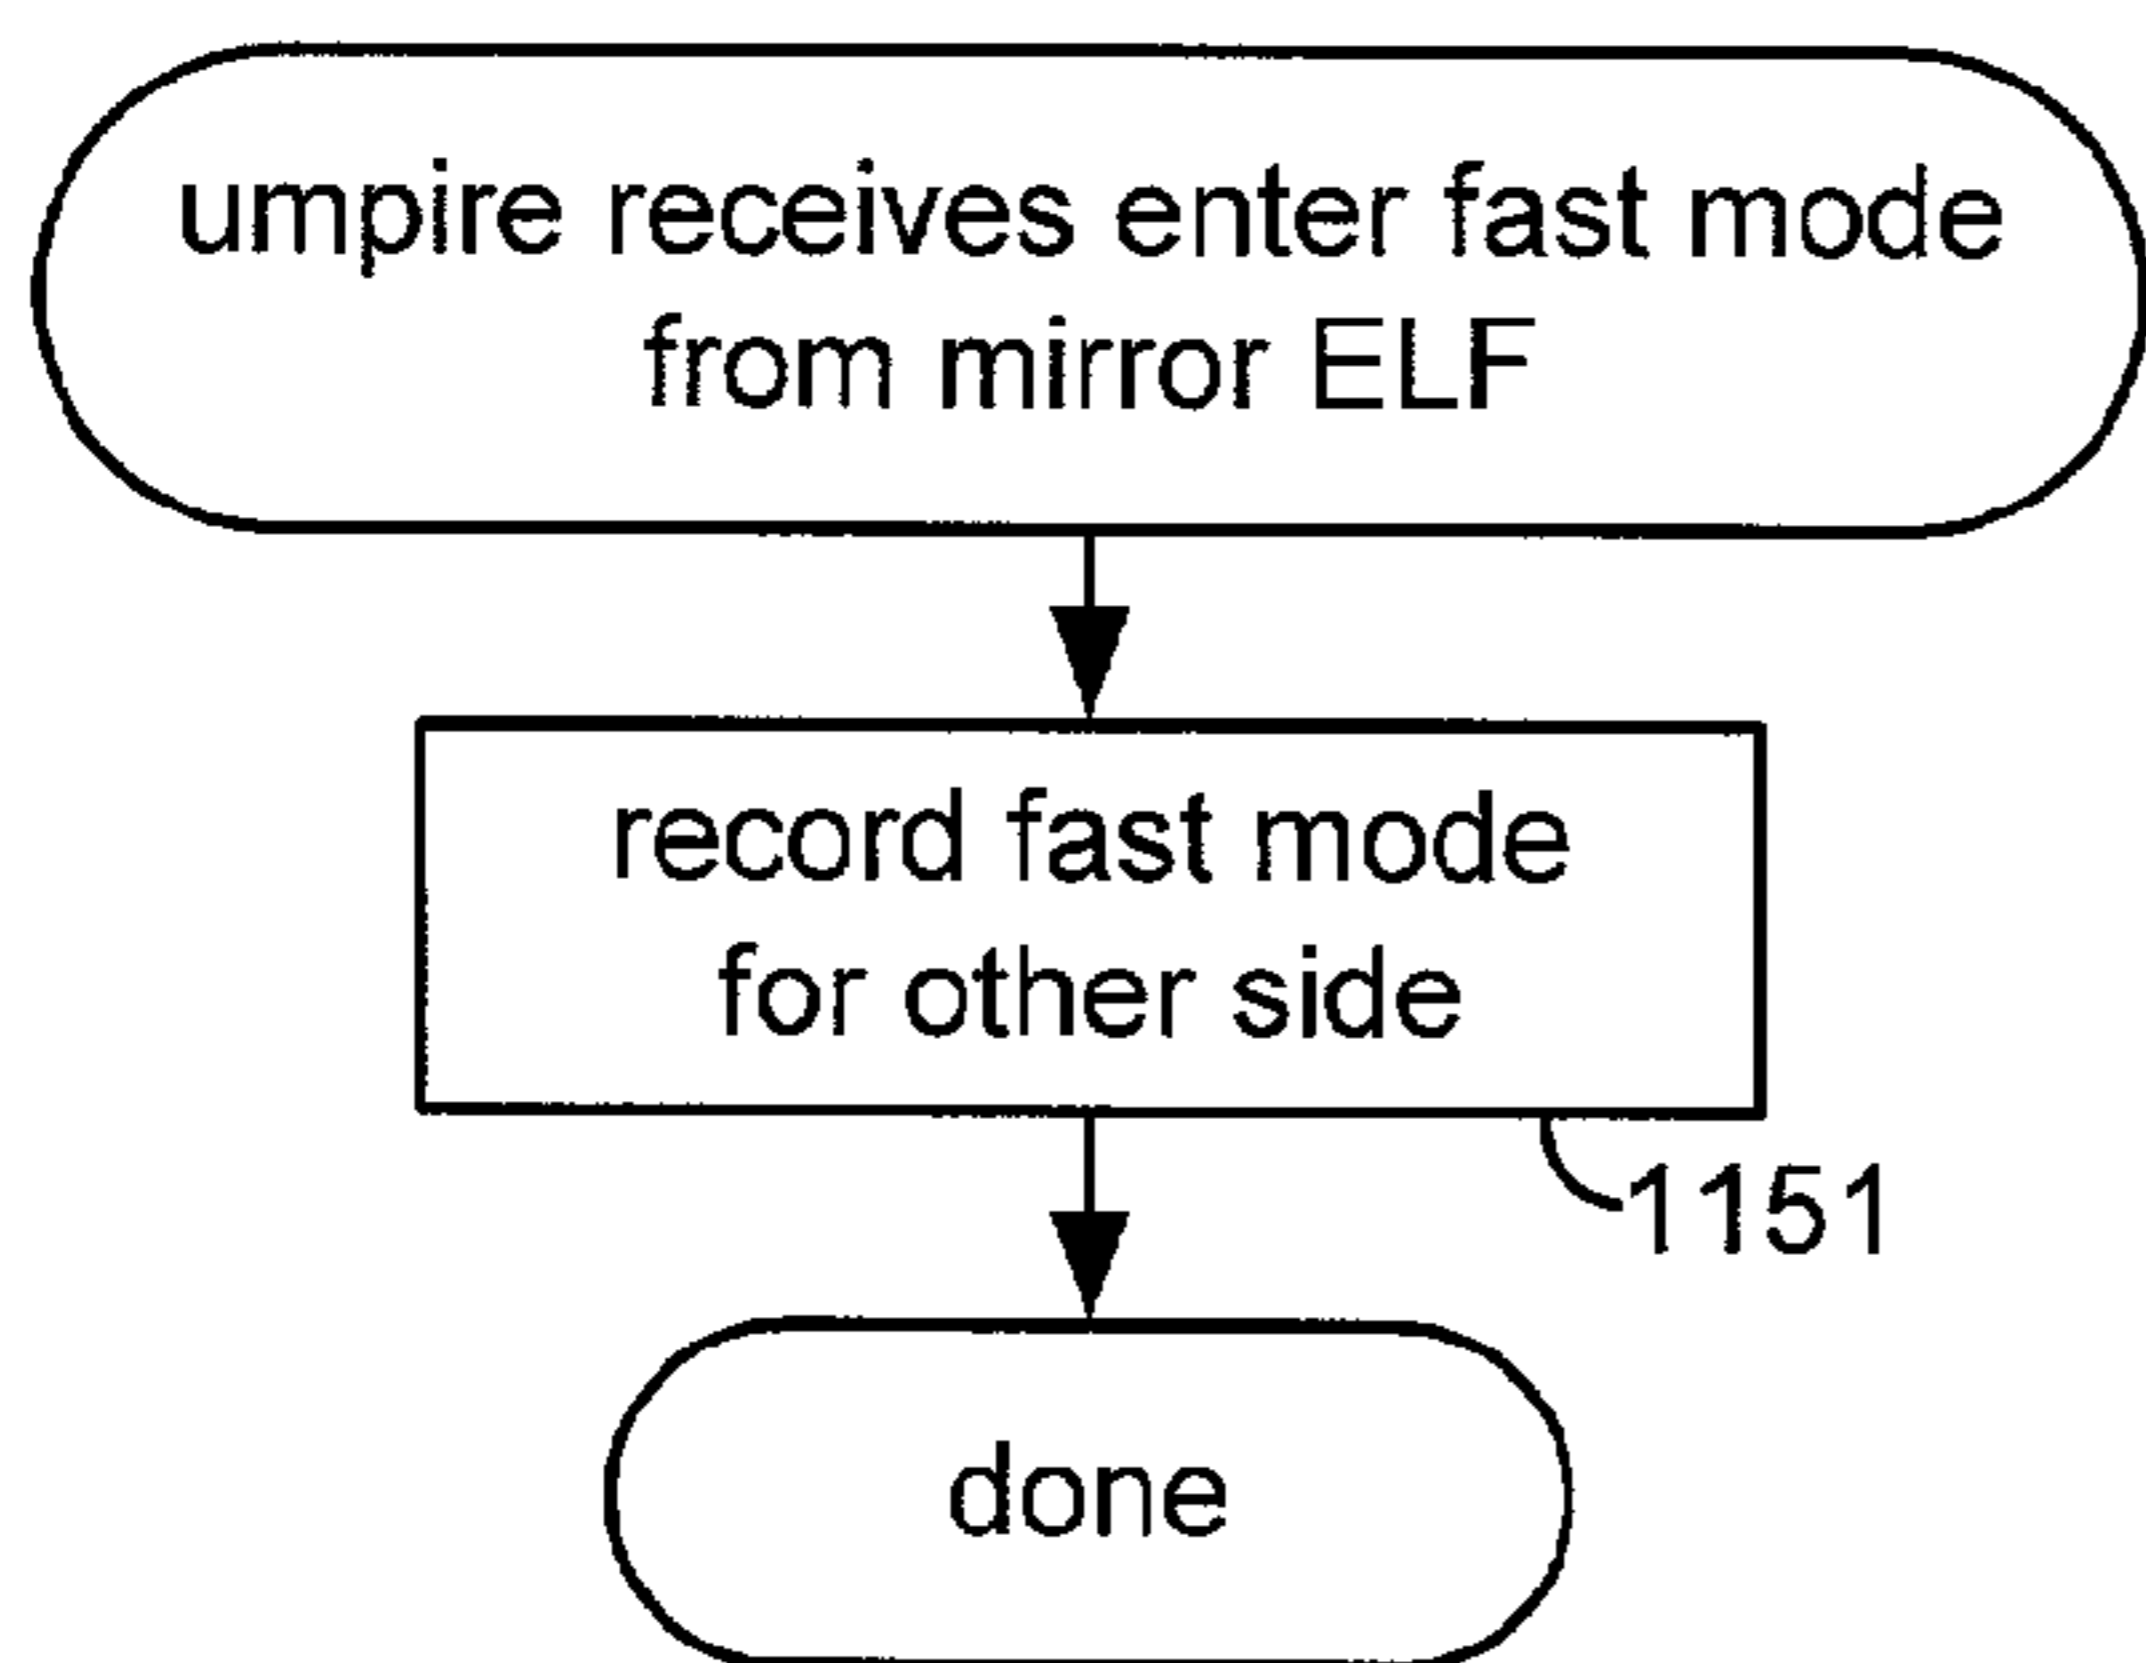 umpire receives enter fast mode
from mirror ELF
record fast mode
for other side
1151
done